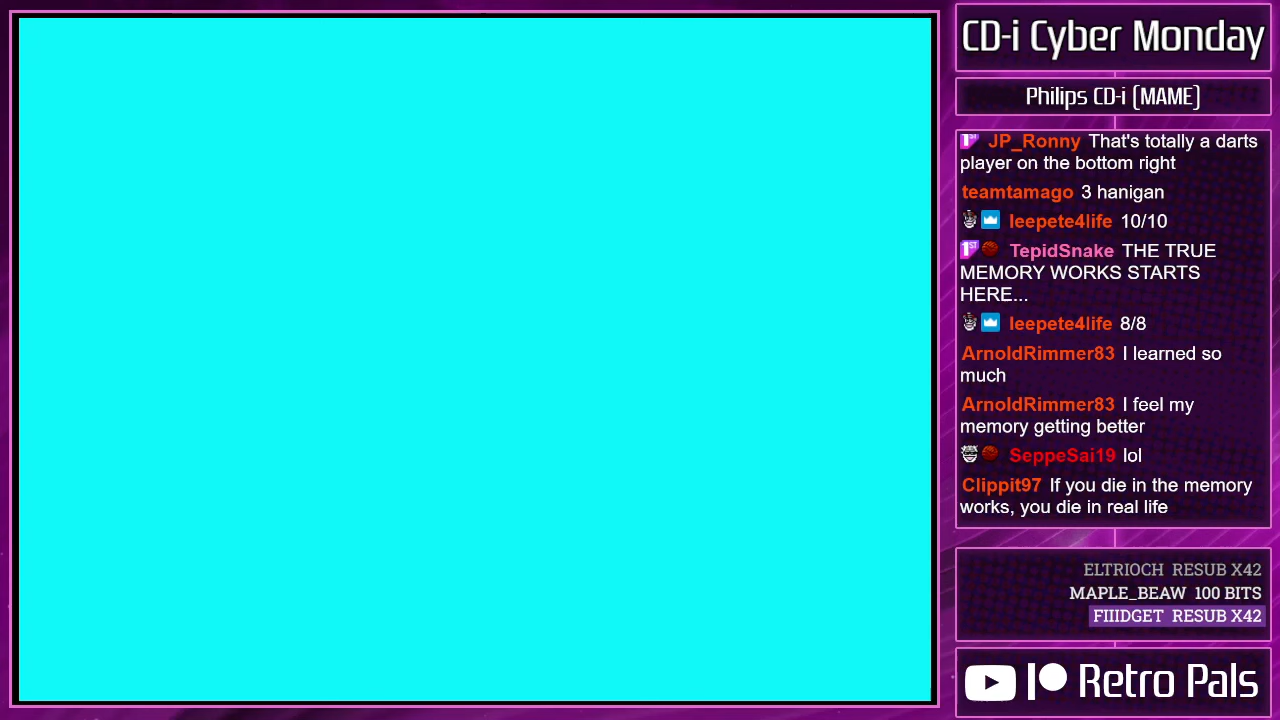 CD-i Cyber Monday
Philips CD-i [MAME]
1ST JP_Ronny That's totally a darts
player on the bottom right
teamtamago 3 hanigan
leepete4life 10/10
1ST TepidSnake THE TRUE
MEMORY WORKS STARTS
HERE...
leepete4life 8/8
ArnoldRimmer83 I learned so
much
ArnoldRimmer83 I feel my
memory getting better
SeppeSai19 lol
Clippit97 If you die in the memory
works, you die in real life
ELTRIOCH RESUB X42
MAPLE_BEAW 100 BITS
FIIIDGET RESUB X42
Retro Pals